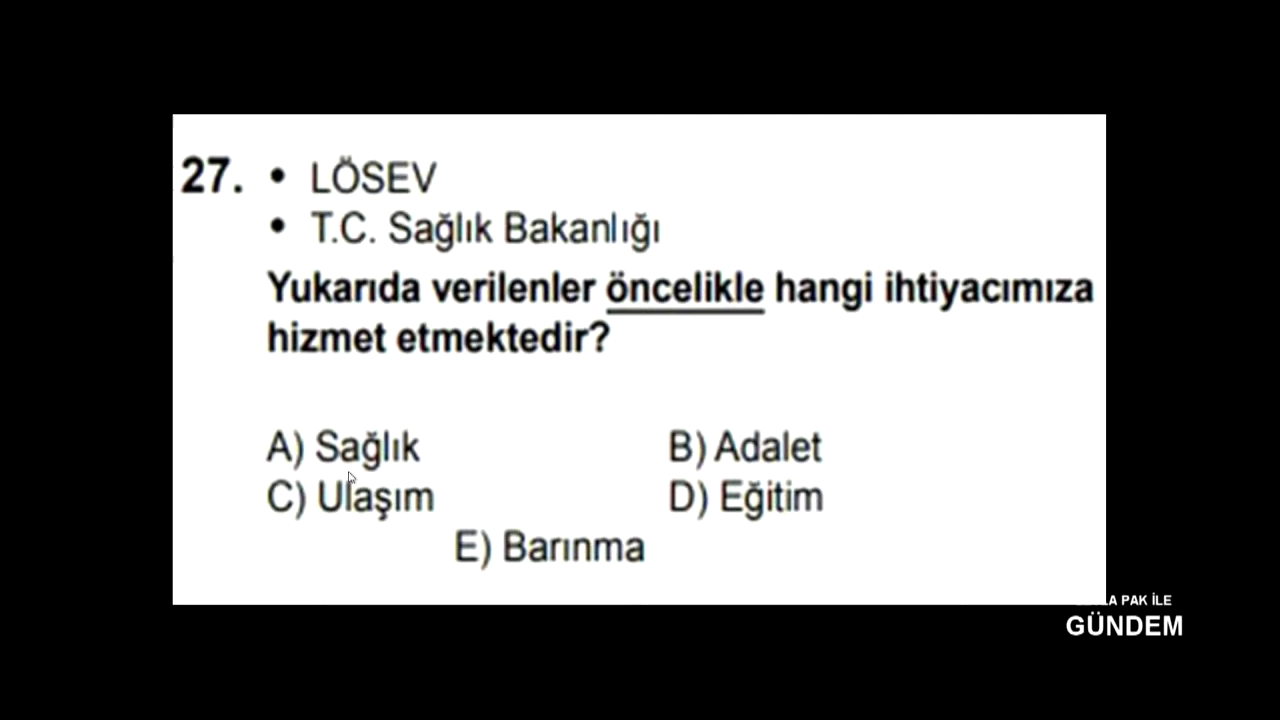 27. • LÖSEV
• T.C. Sağlık Bakanlığı
Yukarıda verilenler öncelikle hangi ihtiyacımıza
hizmet etmektedir?
A) Sağlık B) Adalet
C) Ulaşım D) Eğitim
E) Barınma
PAK İLE
GÜNDEM